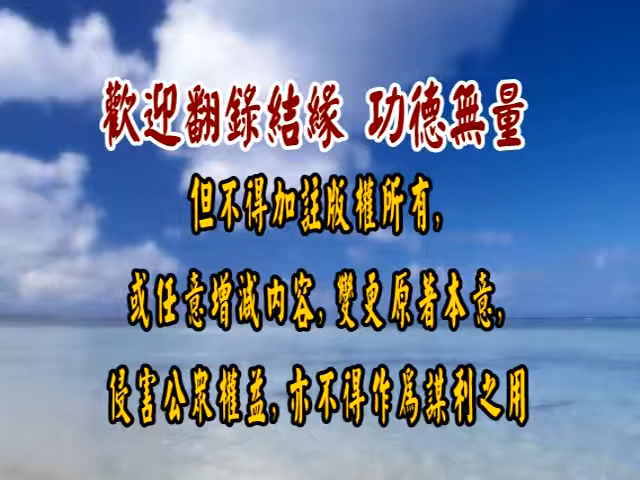 歡迎翻錄結緣 功德無量
但不得加註版權所有,
或任意增減內容,變更原著本意,
侵害公眾權益,亦不得作為謀利之用